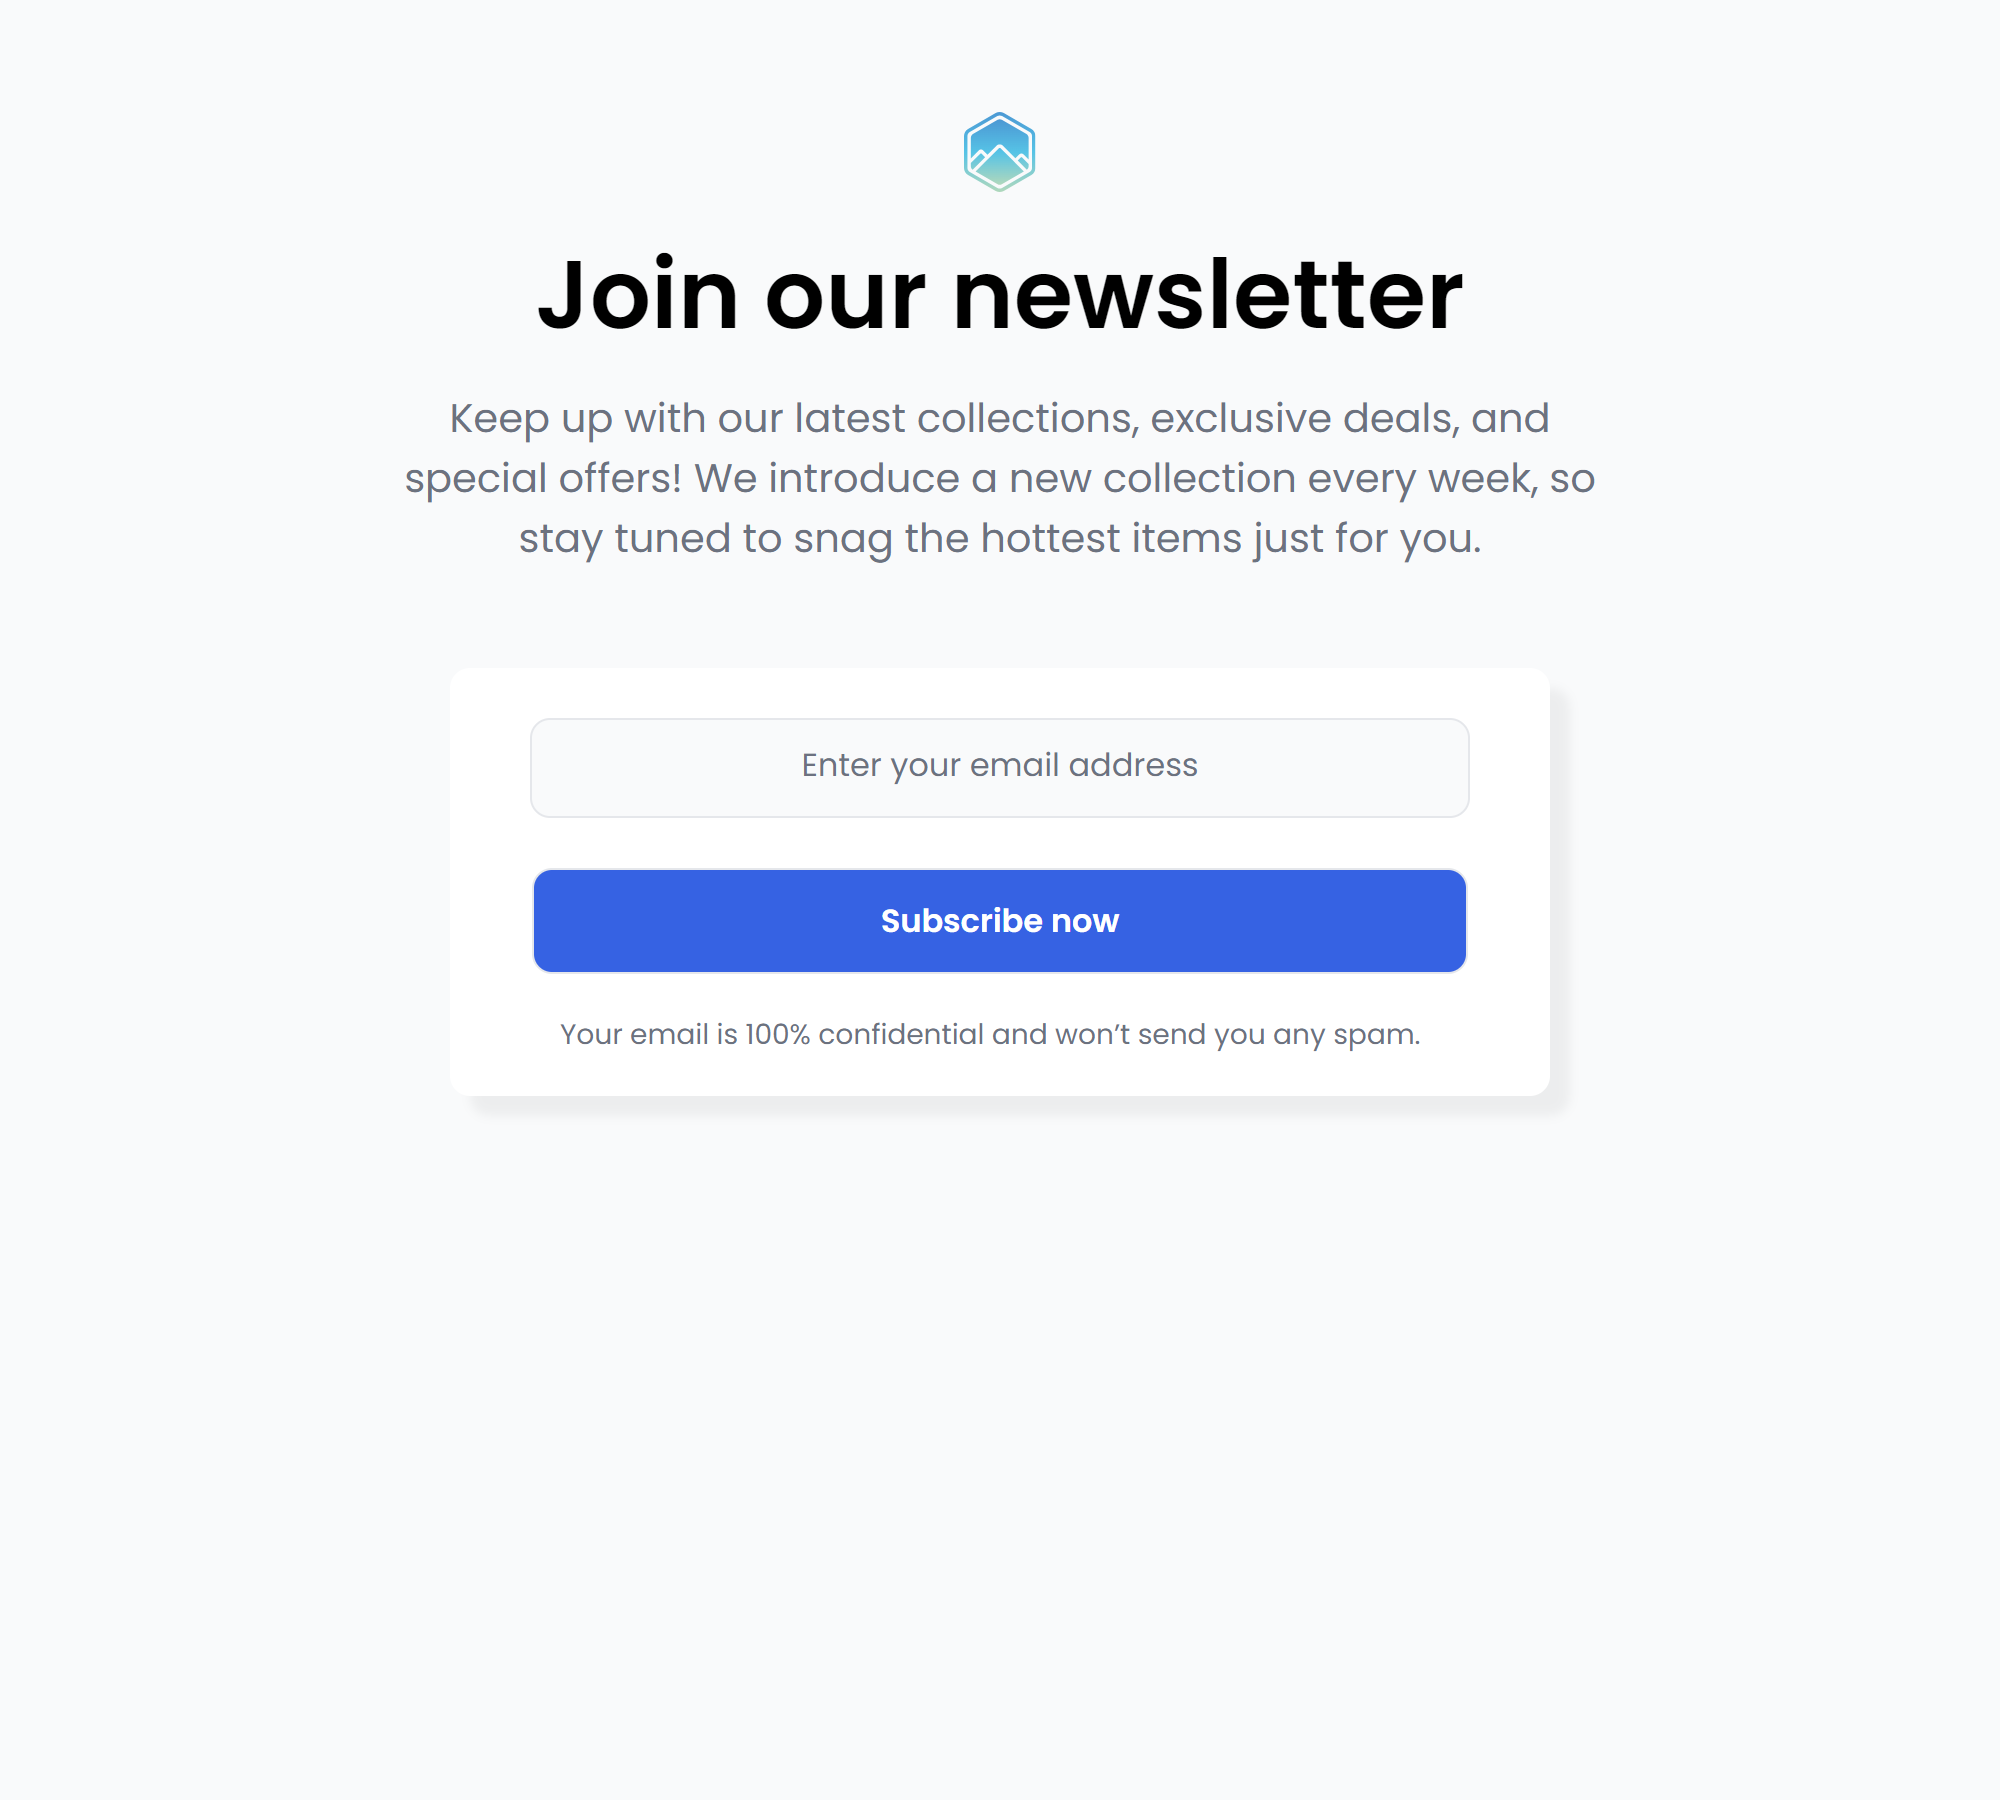 Join our newsletter
Keep up with our latest collections, exclusive deals, and
special offers! We introduce a new collection every week, so
stay tuned to snag the hottest items just for you.
Enter your email address
Subscribe now
Your email is 100% confidential and won’t send you any spam.